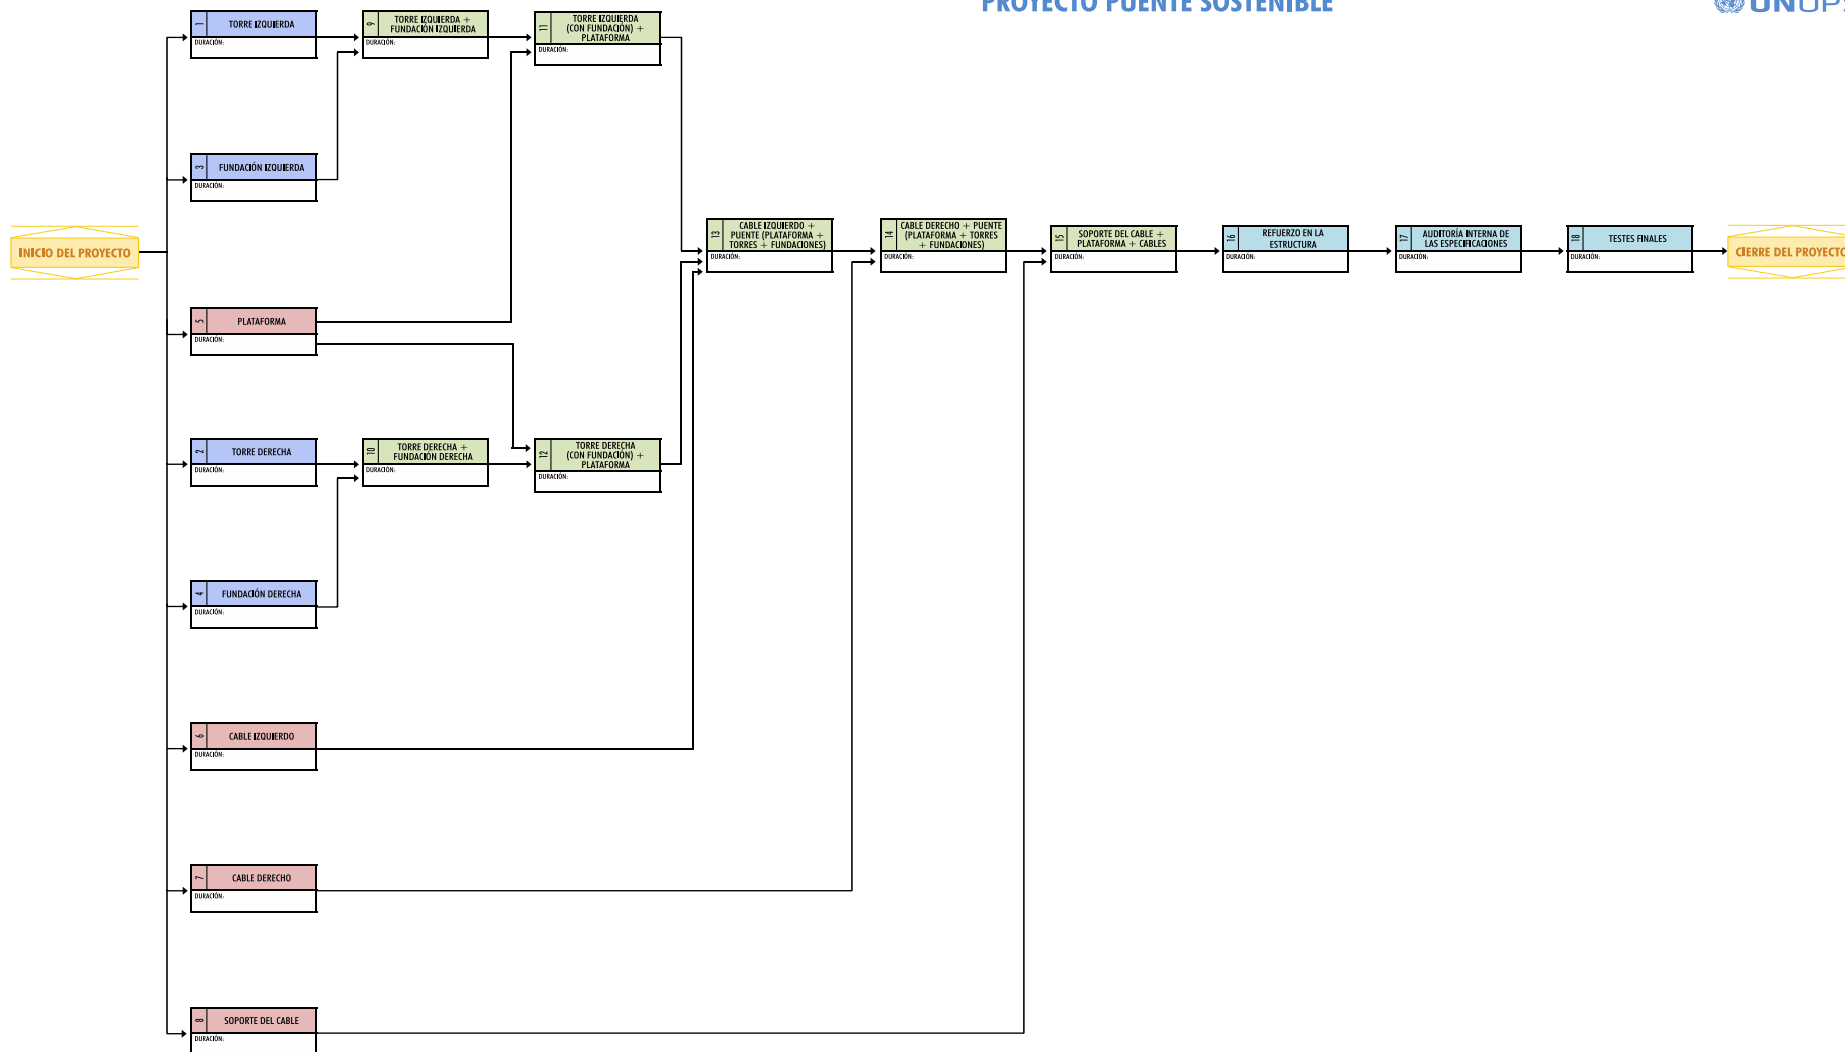 PROYECTO PUENTE SOSTENIBLE
UNOPS
1
TORRE IZQUIERDA
DURACIÓN:
9
TORRE IZQUIERDA +
FUNDACIÓN IZQUIERDA
DURACIÓN:
11
TORRE IZQUIERDA
(CON FUNDACIÓN) +
PLATAFORMA
DURACIÓN:
3
FUNDACIÓN IZQUIERDA
DURACIÓN:
INICIO DEL PROYECTO
13
CABLE IZQUIERDO +
PUENTE (PLATAFORMA +
TORRES + FUNDACIONES)
DURACIÓN:
14
CABLE DERECHO + PUENTE
(PLATAFORMA + TORRES
+ FUNDACIONES)
DURACIÓN:
15
SOPORTE DEL CABLE +
PLATAFORMA + CABLES
DURACIÓN:
16
REFUERZO EN LA
ESTRUCTURA
DURACIÓN:
17
AUDITORÍA INTERNA DE
LAS ESPECIFICACIONES
DURACIÓN:
18
TESTES FINALES
DURACIÓN:
CIERRE DEL PROYECTO
5
PLATAFORMA
DURACIÓN:
2
TORRE DERECHA
DURACIÓN:
10
TORRE DERECHA +
FUNDACIÓN DERECHA
DURACIÓN:
12
TORRE DERECHA
(CON FUNDACIÓN) +
PLATAFORMA
DURACIÓN:
4
FUNDACIÓN DERECHA
DURACIÓN:
6
CABLE IZQUIERDO
DURACIÓN:
7
CABLE DERECHO
DURACIÓN:
8
SOPORTE DEL CABLE
DURACIÓN: